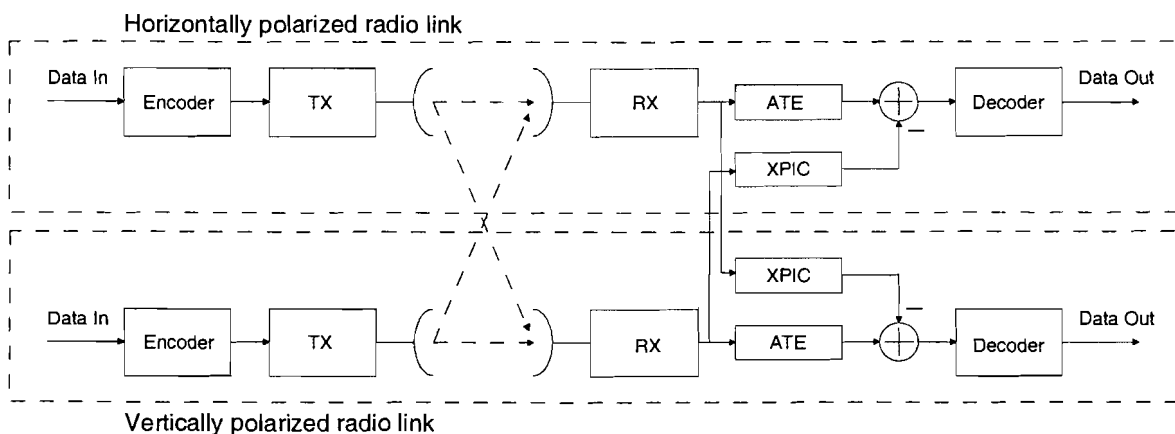 Horizontally polarized radio link
Data In
Encoder
TX
RX
ATE
Decoder
Data Out
XPIC
XPIC
Data In
Encoder
TX
RX
ATE
Decoder
Data Out
Vertically polarized radio link